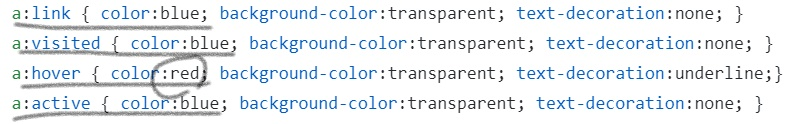 a:link { color:blue; background-color:transparent; text-decoration:none; }
a:visited { color:blue; background-color:transparent; text-decoration:none; }
a:hover { color:red; background-color:transparent; text-decoration:underline;}
a:active { color:blue; background-color:transparent; text-decoration:none; }